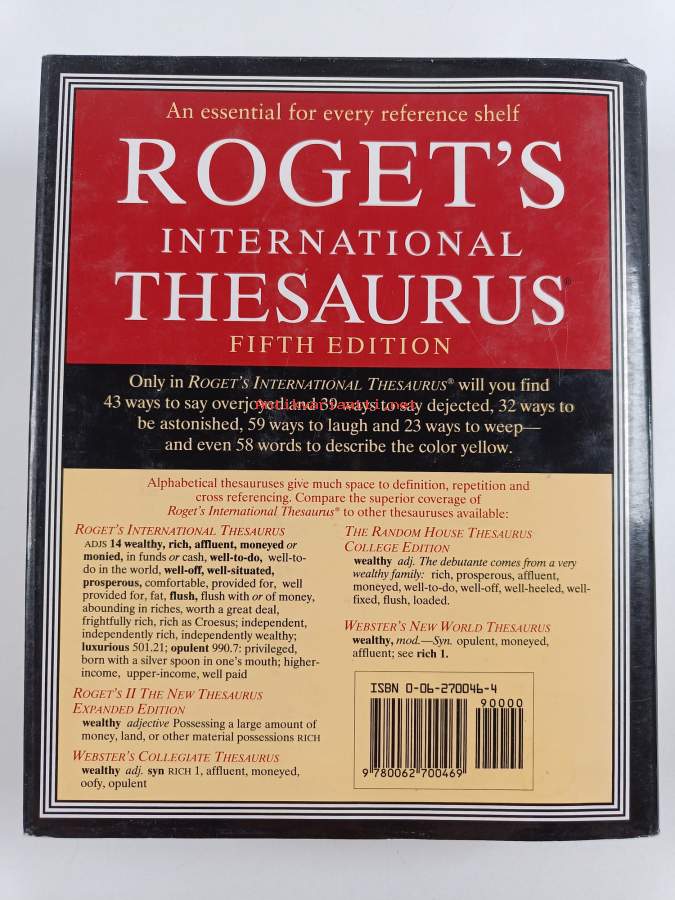 An essential for every reference shelf
ROGET'S
INTERNATIONAL
THESAURUS®
FIFTH EDITION
Only in ROGET'S INTERNATIONAL THESAURUS® will you find
43 ways to say overjoyed and 39 ways to say dejected, 32 ways to
be astonished, 59 ways to laugh and 23 ways to weep—
and even 58 words to describe the color yellow.
Antikvariaatti.net
Alphabetical thesauruses give much space to definition, repetition and
cross referencing. Compare the superior coverage of
Roget's International Thesaurus® to other thesauruses available:
ROGET'S INTERNATIONAL THESAURUS
ADJS 14 wealthy, rich, affluent, moneyed or
monied, in funds or cash, well-to-do, well-to-
do in the world, well-off, well-situated,
prosperous, comfortable, provided for, well
provided for, fat, flush, flush with or of money,
abounding in riches, worth a great deal,
frightfully rich, rich as Croesus; independent,
independently rich, independently wealthy;
luxurious 501.21; opulent 990.7: privileged,
born with a silver spoon in one's mouth; higher-
income, upper-income, well paid
ROGET'S II THE NEW THESAURUS
EXPANDED EDITION
wealthy adjective Possessing a large amount of
money, land, or other material possessions RICH
WEBSTER'S COLLEGIATE THESAURUS
wealthy adj. syn RICH 1, affluent, moneyed,
oofy, opulent
THE RANDOM HOUSE THESAURUS
COLLEGE EDITION
wealthy adj. The debutante comes from a very
wealthy family: rich, prosperous, affluent,
moneyed, well-to-do, well-off, well-heeled, well-
fixed, flush, loaded.
WEBSTER'S NEW WORLD THESAURUS
wealthy, mod.—Syn. opulent, moneyed,
affluent; see rich 1.
ISBN 0-06-270046-4
90000
9 780062 700469